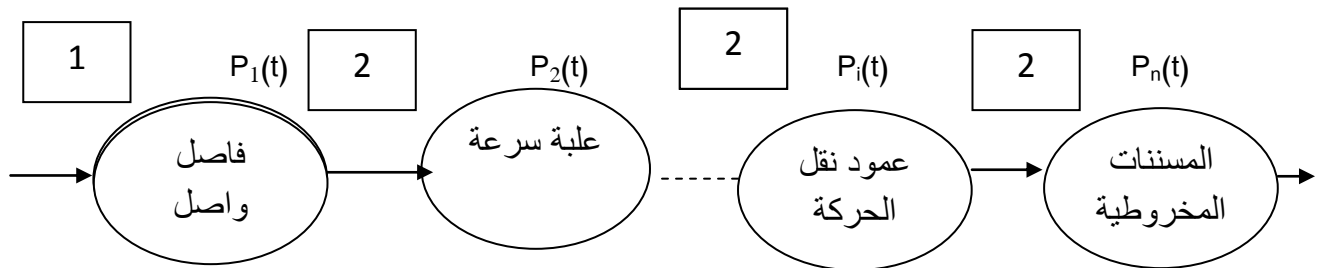 1
P1(t)
2
P2(t)
2
Pi(t)
2
Pn(t)
فاصل
واصل
علبة سرعة
عمود نقل
الحركة
المسننات
المخروطية